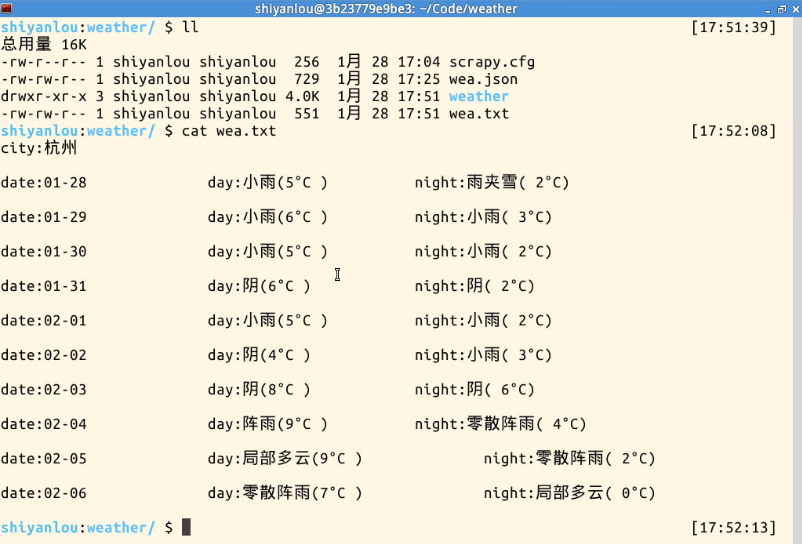 shiyanlou@3b23779e9be3: ~/Code/weather
shiyanlou:weather/ $ ll [17:51:39]
总用量 16K
-rw-r--r-- 1 shiyanlou shiyanlou 256 1月 28 17:04 scrapy.cfg
-rw-rw-r-- 1 shiyanlou shiyanlou 729 1月 28 17:25 wea.json
drwxr-xr-x 3 shiyanlou shiyanlou 4.0K 1月 28 17:51 weather
-rw-rw-r-- 1 shiyanlou shiyanlou 551 1月 28 17:51 wea.txt
shiyanlou:weather/ $ cat wea.txt [17:52:08]
city:杭州
date:01-28 day:小雨(5°C ) night:雨夹雪( 2°C)
date:01-29 day:小雨(6°C ) night:小雨( 3°C)
date:01-30 day:小雨(5°C ) night:小雨( 2°C)
date:01-31 day:阴(6°C ) night:阴( 2°C)
date:02-01 day:小雨(5°C ) night:小雨( 2°C)
date:02-02 day:阴(4°C ) night:小雨( 3°C)
date:02-03 day:阴(8°C ) night:阴( 6°C)
date:02-04 day:阵雨(9°C ) night:零散阵雨( 4°C)
date:02-05 day:局部多云(9°C ) night:零散阵雨( 2°C)
date:02-06 day:零散阵雨(7°C ) night:局部多云( 0°C)
shiyanlou:weather/ $ [17:52:13]